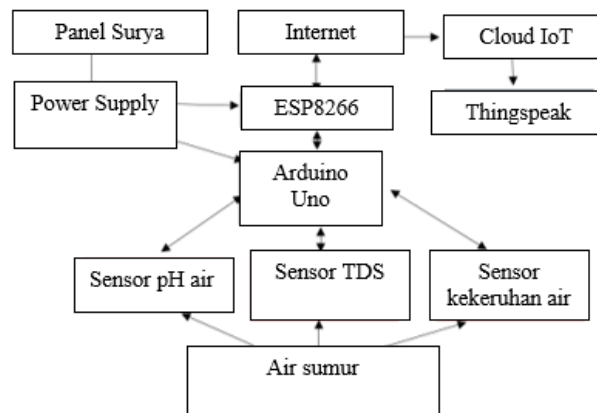 Panel Surya
Internet
Cloud IoT
Power Supply
ESP8266
Thingspeak
Arduino
Uno
Sensor pH air
Sensor TDS
Sensor
kekeruhan air
Air sumur